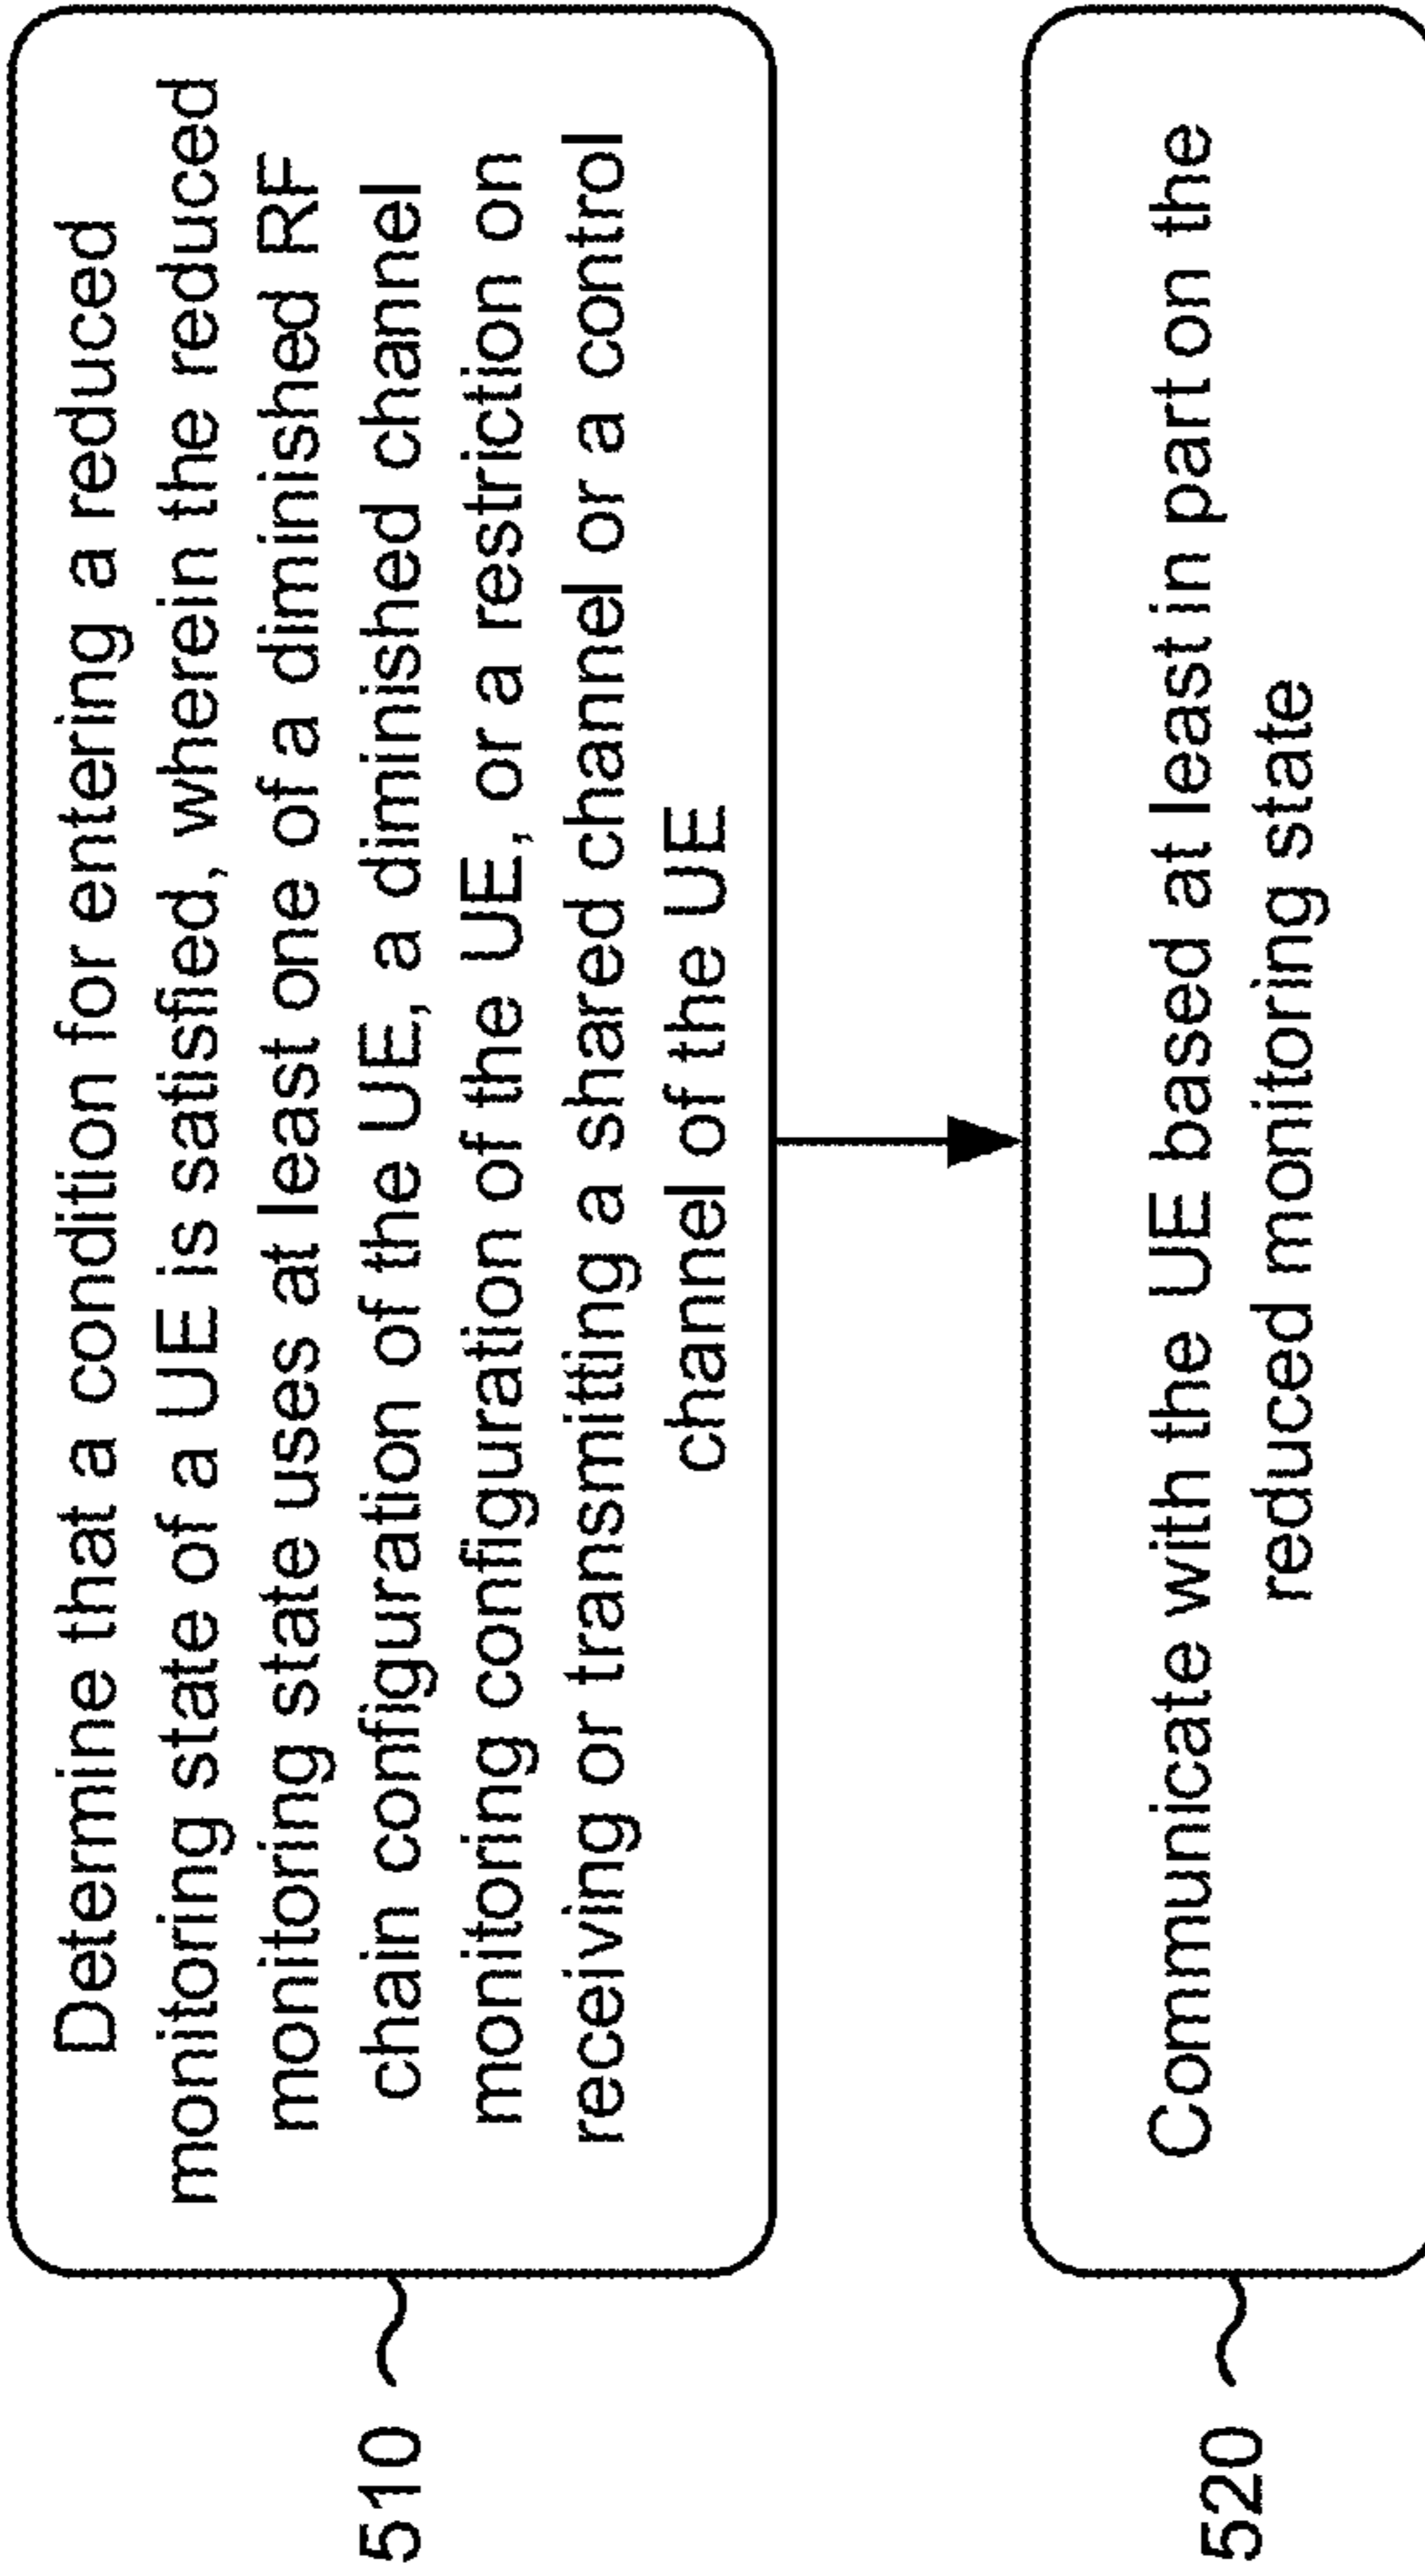 510
Determine that a condition for entering a reduced
monitoring state of a UE is satisfied, wherein the reduced
monitoring state uses at least one of a diminished RF
chain configuration of the UE, a diminished channel
monitoring configuration of the UE, or a restriction on
receiving or transmitting a shared channel or a control
channel of the UE
520
Communicate with the UE based at least in part on the
reduced monitoring state